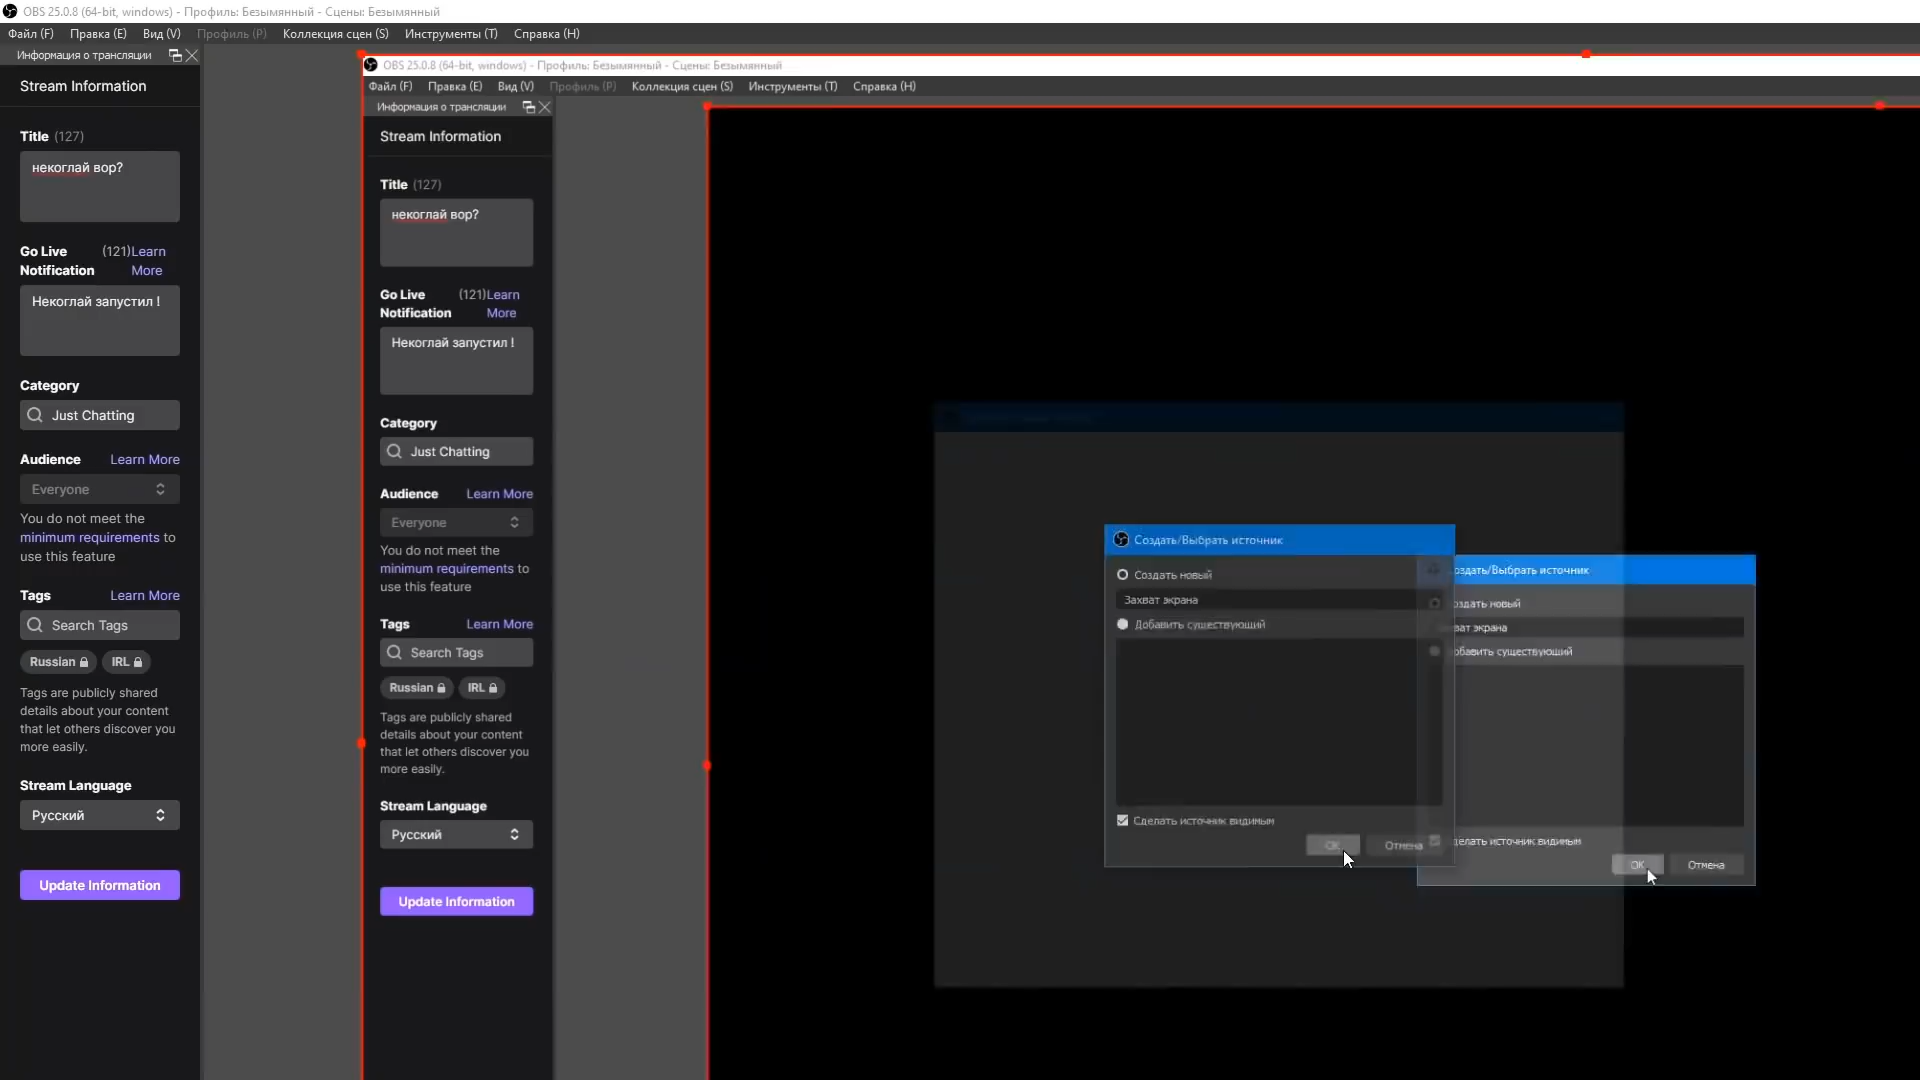 OBS 25.0.8 (64-bit, windows) - Профиль: Безымянный - Сцены: Безымянный
Файл (F) Правка (E) Вид (V) Профиль (P) Коллекция сцен (S) Инструменты (T) Справка (H)
Информация о трансляции
Stream Information
Title (127)
некоглай вор?
Go Live Notification (121) Learn More
Некоглай запустил !
Category
Just Chatting
Audience Learn More
Everyone
You do not meet the
minimum requirements to
use this feature
Tags Learn More
Search Tags
Russian IRL
Tags are publicly shared
details about your content
that let others discover you
more easily.
Stream Language
Русский
Update Information
OBS 25.0.8 (64-bit, windows) - Профиль: Безымянный - Сцены: Безымянный
Файл (F) Правка (E) Вид (V) Профиль (P) Коллекция сцен (S) Инструменты (T) Справка (H)
Информация о трансляции
Stream Information
Title (127)
некоглай вор?
Go Live Notification (121) Learn More
Некоглай запустил !
Category
Just Chatting
Audience Learn More
Everyone
You do not meet the
minimum requirements to
use this feature
Tags Learn More
Search Tags
Russian IRL
Tags are publicly shared
details about your content
that let others discover you
more easily.
Stream Language
Русский
Update Information
Создать/Выбрать источник
Создать новый
Захват экрана
Добавить существующий
Сделать источник видимым
OK Отмена
оздать/Выбрать источник
оздать новый
ват экрана
обавить существующий
делать источник видимым
OK Отмена